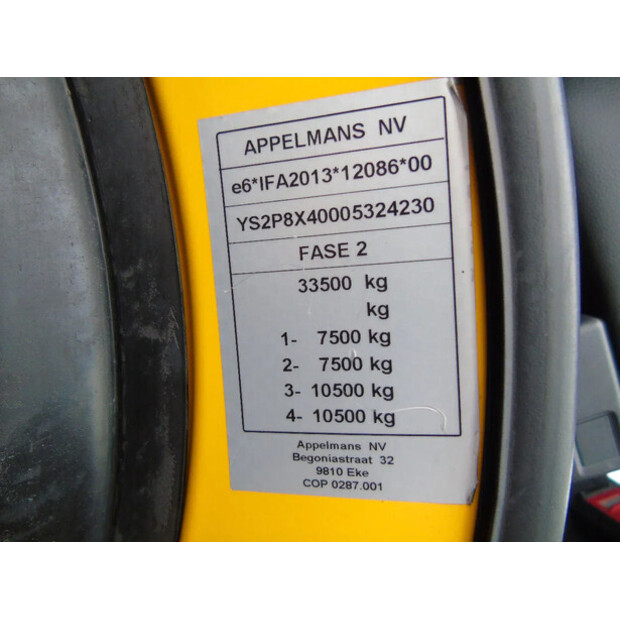 APPELMANS NV
e6*IFA2013*12086*00
YS2P8X40005324230
FASE 2
33500 kg
kg
1- 7500 kg
2- 7500 kg
3- 10500 kg
4- 10500 kg
Appelmans NV
Begoniastraat 32
9810 Eke
COP 0287.001